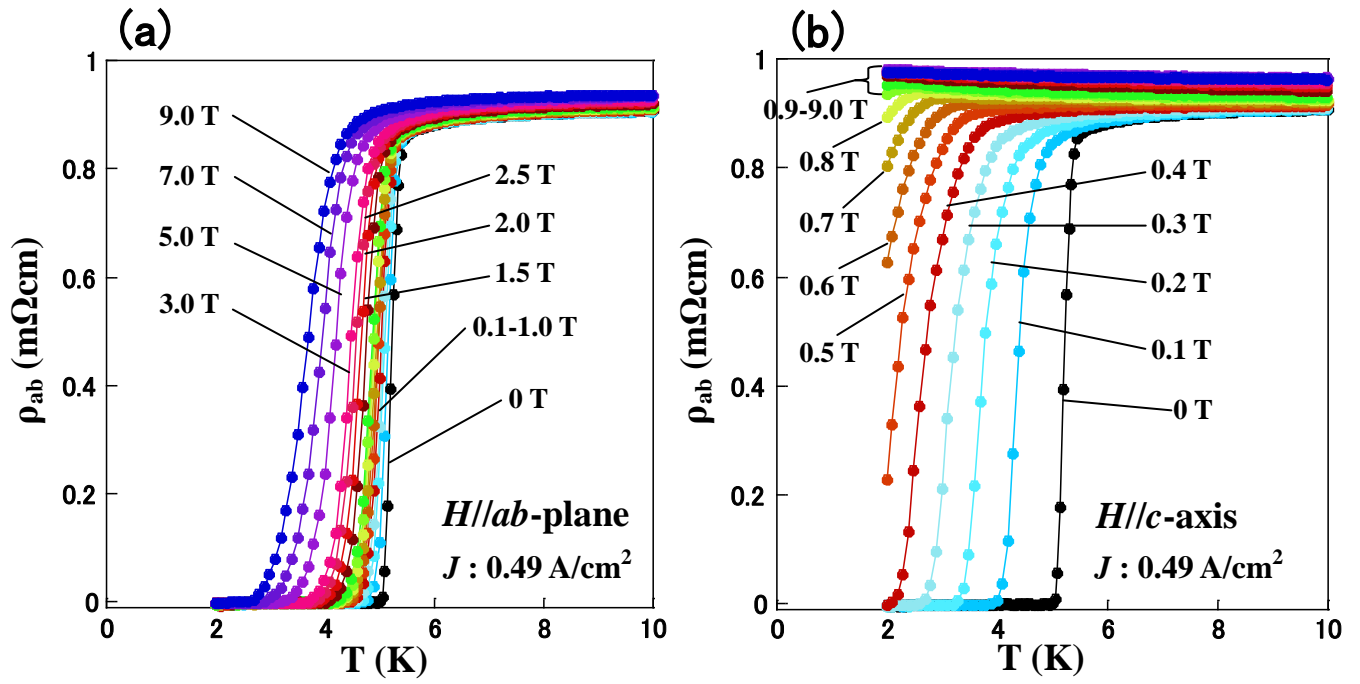 (a)
1
0.8
0.6
0.4
0.2
0
0
2
4
6
8
10
ρab (mΩcm)
T (K)
9.0 T
7.0 T
5.0 T
3.0 T
2.5 T
2.0 T
1.5 T
0.1-1.0 T
0 T
H//ab-plane
J : 0.49 A/cm²
(b)
1
0.8
0.6
0.4
0.2
0
0
2
4
6
8
10
ρab (mΩcm)
T (K)
0.9-9.0 T
0.8 T
0.7 T
0.6 T
0.5 T
0.4 T
0.3 T
0.2 T
0.1 T
0 T
H//c-axis
J : 0.49 A/cm²